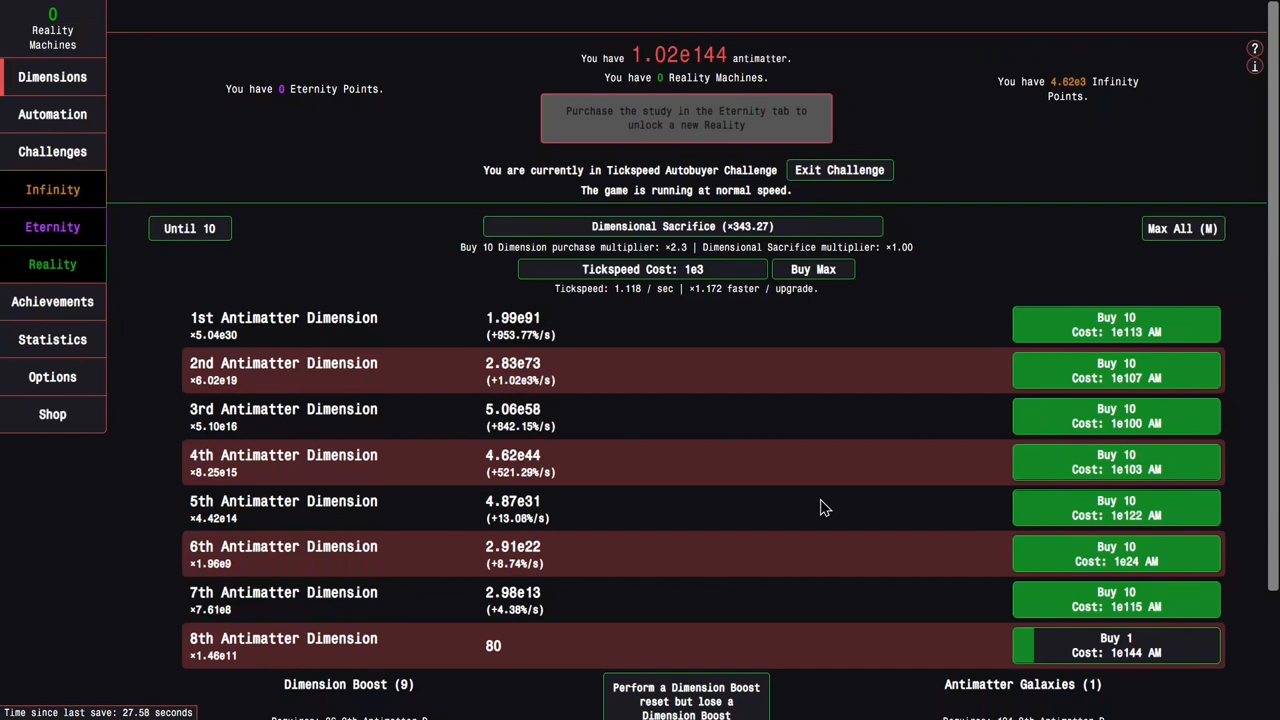 0
Reality
Machines
Dimensions
Automation
Challenges
Infinity
Eternity
Reality
Achievements
Statistics
Options
Shop
You have 1.02e144 antimatter.
You have 0 Reality Machines.
You have 0 Eternity Points.
You have 4.62e3 Infinity
Points.
?
i
Purchase the study in the Eternity tab to
unlock a new Reality
You are currently in Tickspeed Autobuyer Challenge Exit Challenge
The game is running at normal speed.
Until 10
Dimensional Sacrifice (×343.27)
Max All (M)
Buy 10 Dimension purchase multiplier: ×2.3 | Dimensional Sacrifice multiplier: ×1.00
Tickspeed Cost: 1e3 Buy Max
Tickspeed: 1.118 / sec | ×1.172 faster / upgrade.
1st Antimatter Dimension 1.99e91 Buy 10
×5.04e30 (+953.77%/s) Cost: 1e113 AM
2nd Antimatter Dimension 2.83e73 Buy 10
×6.02e19 (+1.02e3%/s) Cost: 1e107 AM
3rd Antimatter Dimension 5.06e58 Buy 10
×5.10e16 (+842.15%/s) Cost: 1e100 AM
4th Antimatter Dimension 4.62e44 Buy 10
×8.25e15 (+521.29%/s) Cost: 1e103 AM
5th Antimatter Dimension 4.87e31 Buy 10
×4.42e14 (+13.08%/s) Cost: 1e122 AM
6th Antimatter Dimension 2.91e22 Buy 10
×1.96e9 (+8.74%/s) Cost: 1e24 AM
7th Antimatter Dimension 2.98e13 Buy 10
×7.61e8 (+4.38%/s) Cost: 1e115 AM
8th Antimatter Dimension 80 Buy 1
×1.46e11 Cost: 1e144 AM
Dimension Boost (9)
Perform a Dimension Boost
reset but lose a
Dimension Boost
Antimatter Galaxies (1)
Time since last save: 27.58 seconds